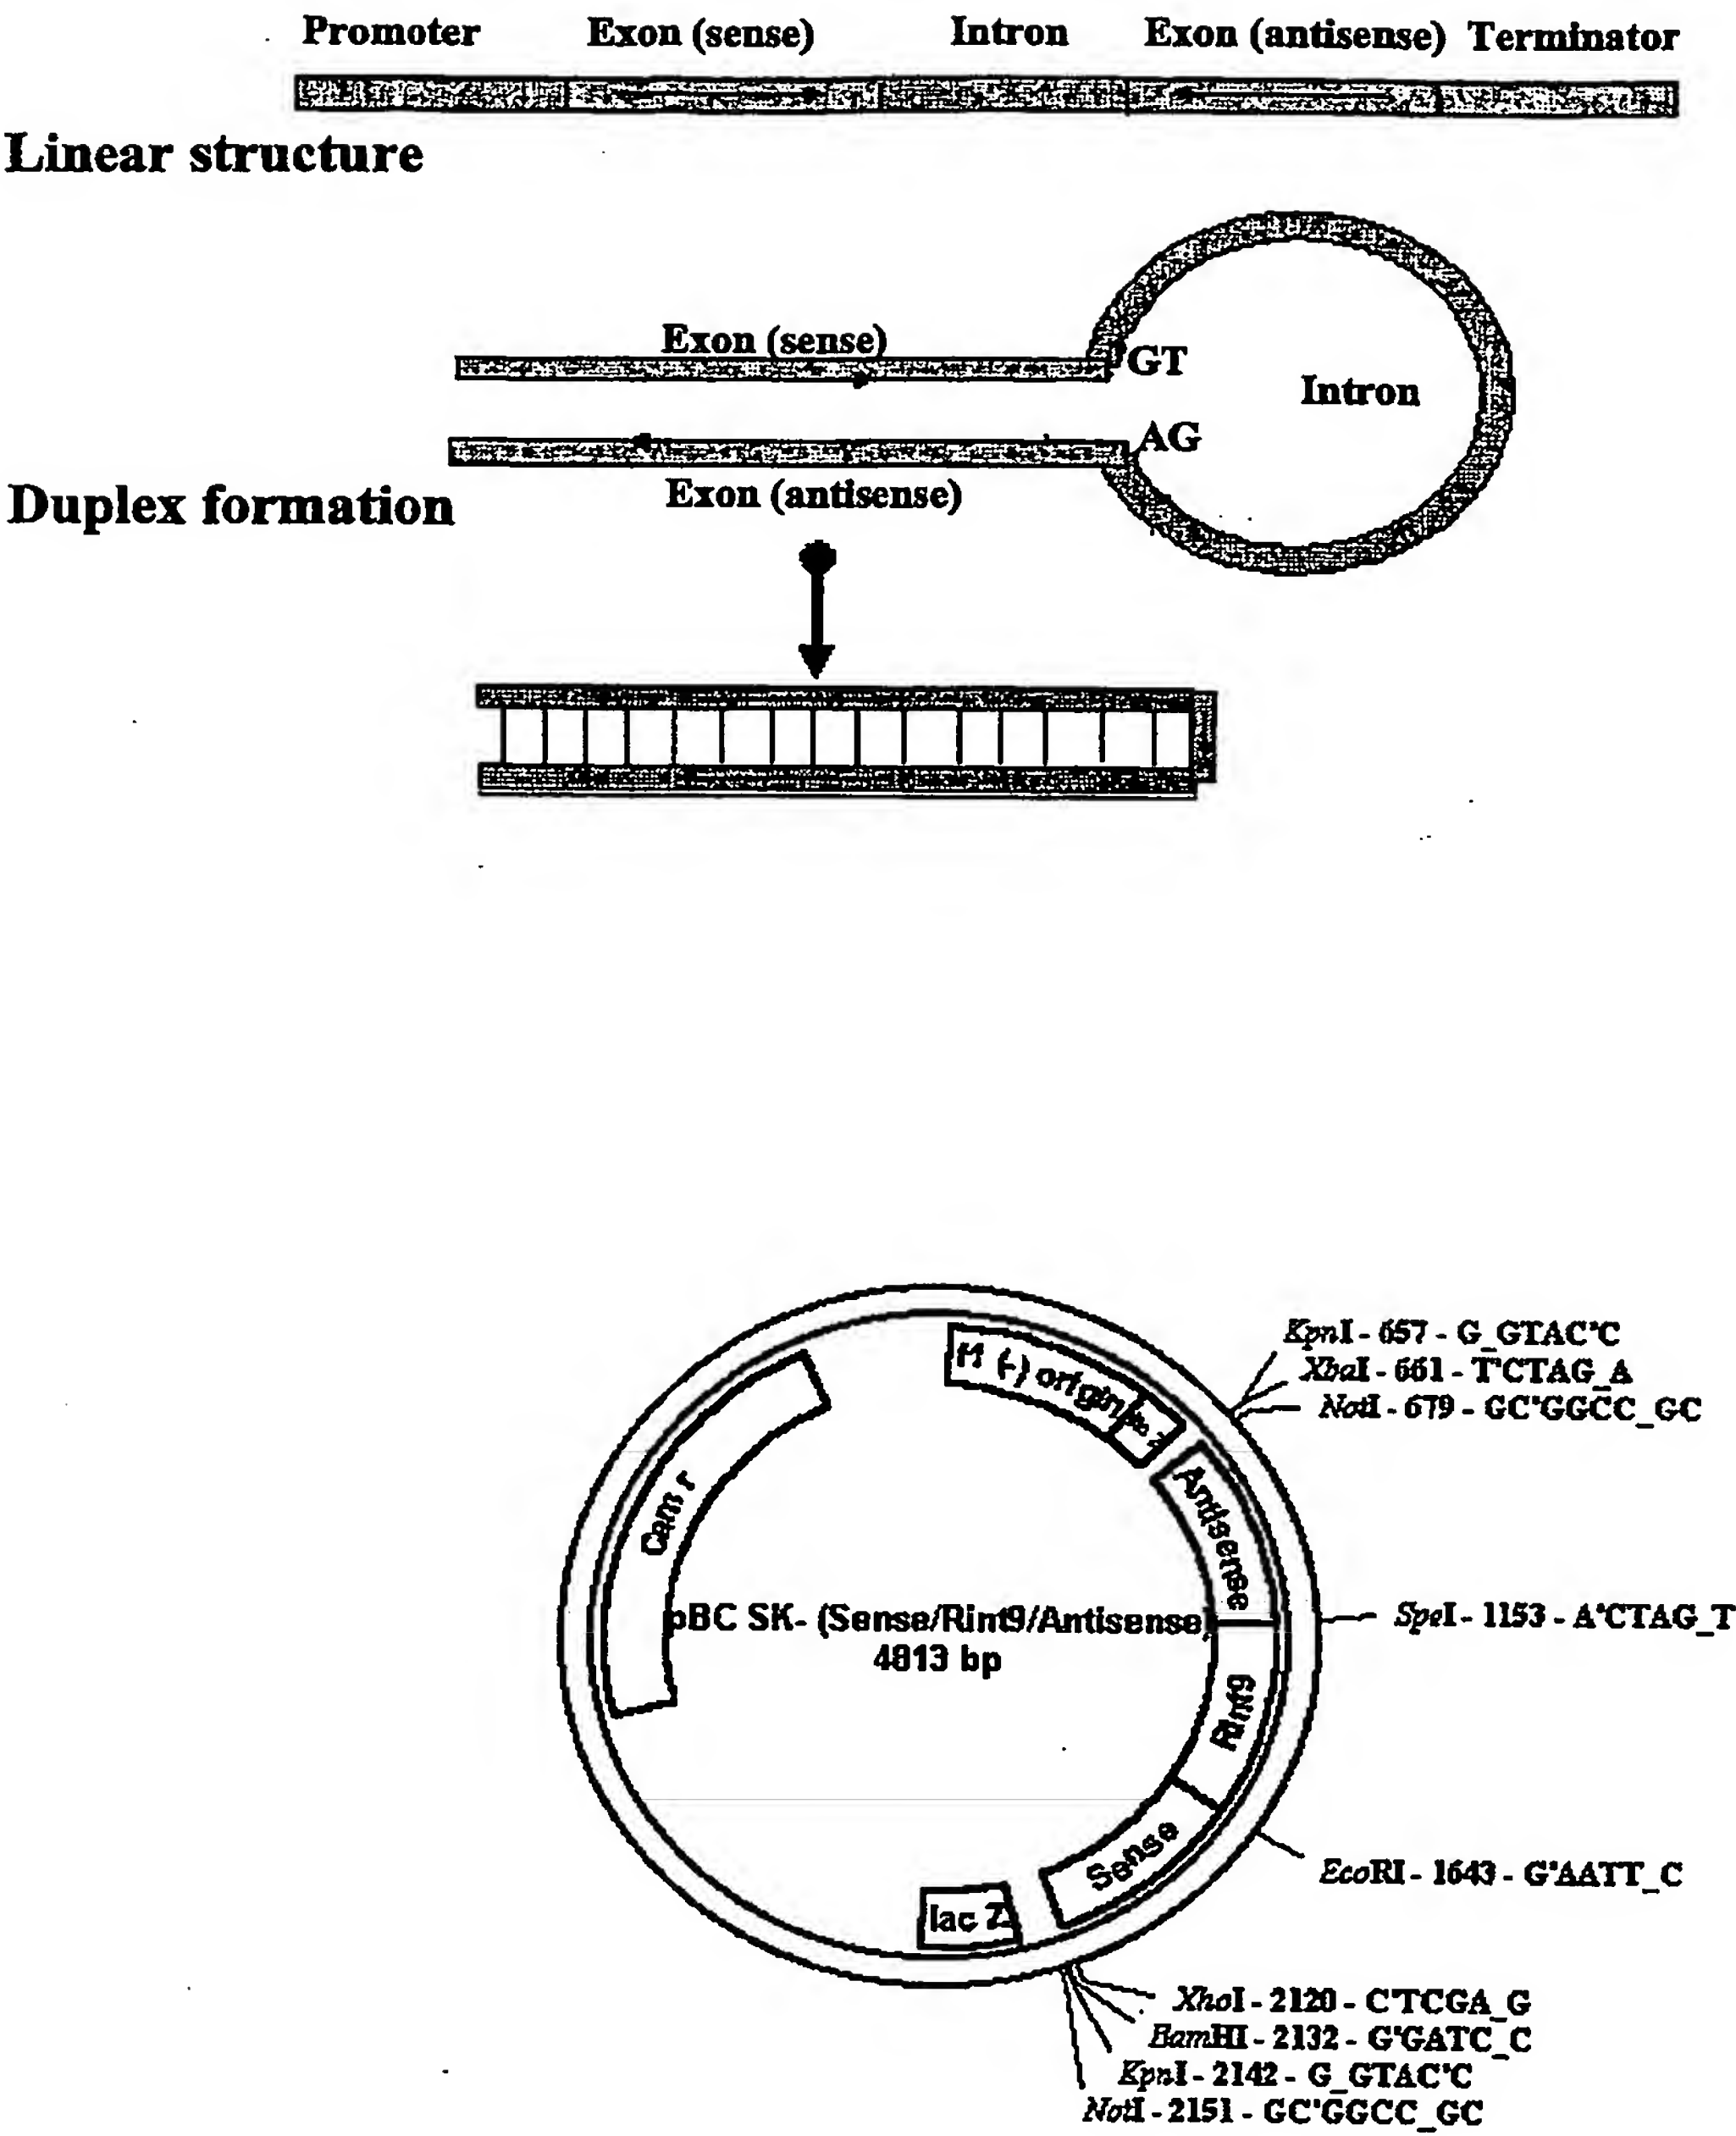 Promoter Exon (sense) Intron Exon (antisense) Terminator
Linear structure
Exon (sense)
GT
Intron
AG
Exon (antisense)
Duplex formation
KpnI - 657 - G_GTAC'C
XbaI - 661 - T'CTAG_A
NotI - 679 - GC'GGCC_GC
f1 (-) origin
Antisense
Cam r
pBC SK- (Sense/Rint9/Antisense)
4813 bp
SpeI - 1153 - A'CTAG_T
Rint9
Sense
EcoRI - 1643 - G'AATT_C
lac Z
XhoI - 2120 - C'TCGA_G
BamHI - 2132 - G'GATC_C
KpnI - 2142 - G_GTAC'C
NotI - 2151 - GC'GGCC_GC